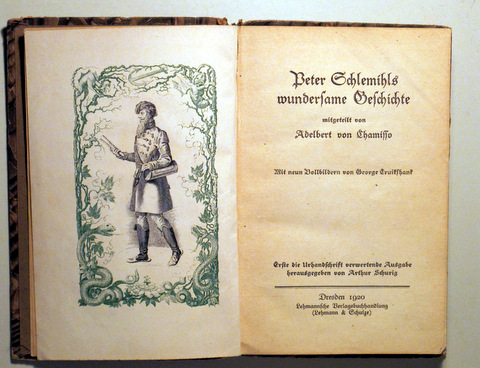 Peter Schlemihls
wundersame Geschichte
mitgeteilt von
Adelbert von Chamisso
Mit neun Vollbildern von George Cruikshank
Erste die Urhandschrift verwertende Ausgabe
herausgegeben von Arthur Schurig
Dresden 1920
Lehmannsche Verlagsbuchhandlung
(Lehmann & Schulze)